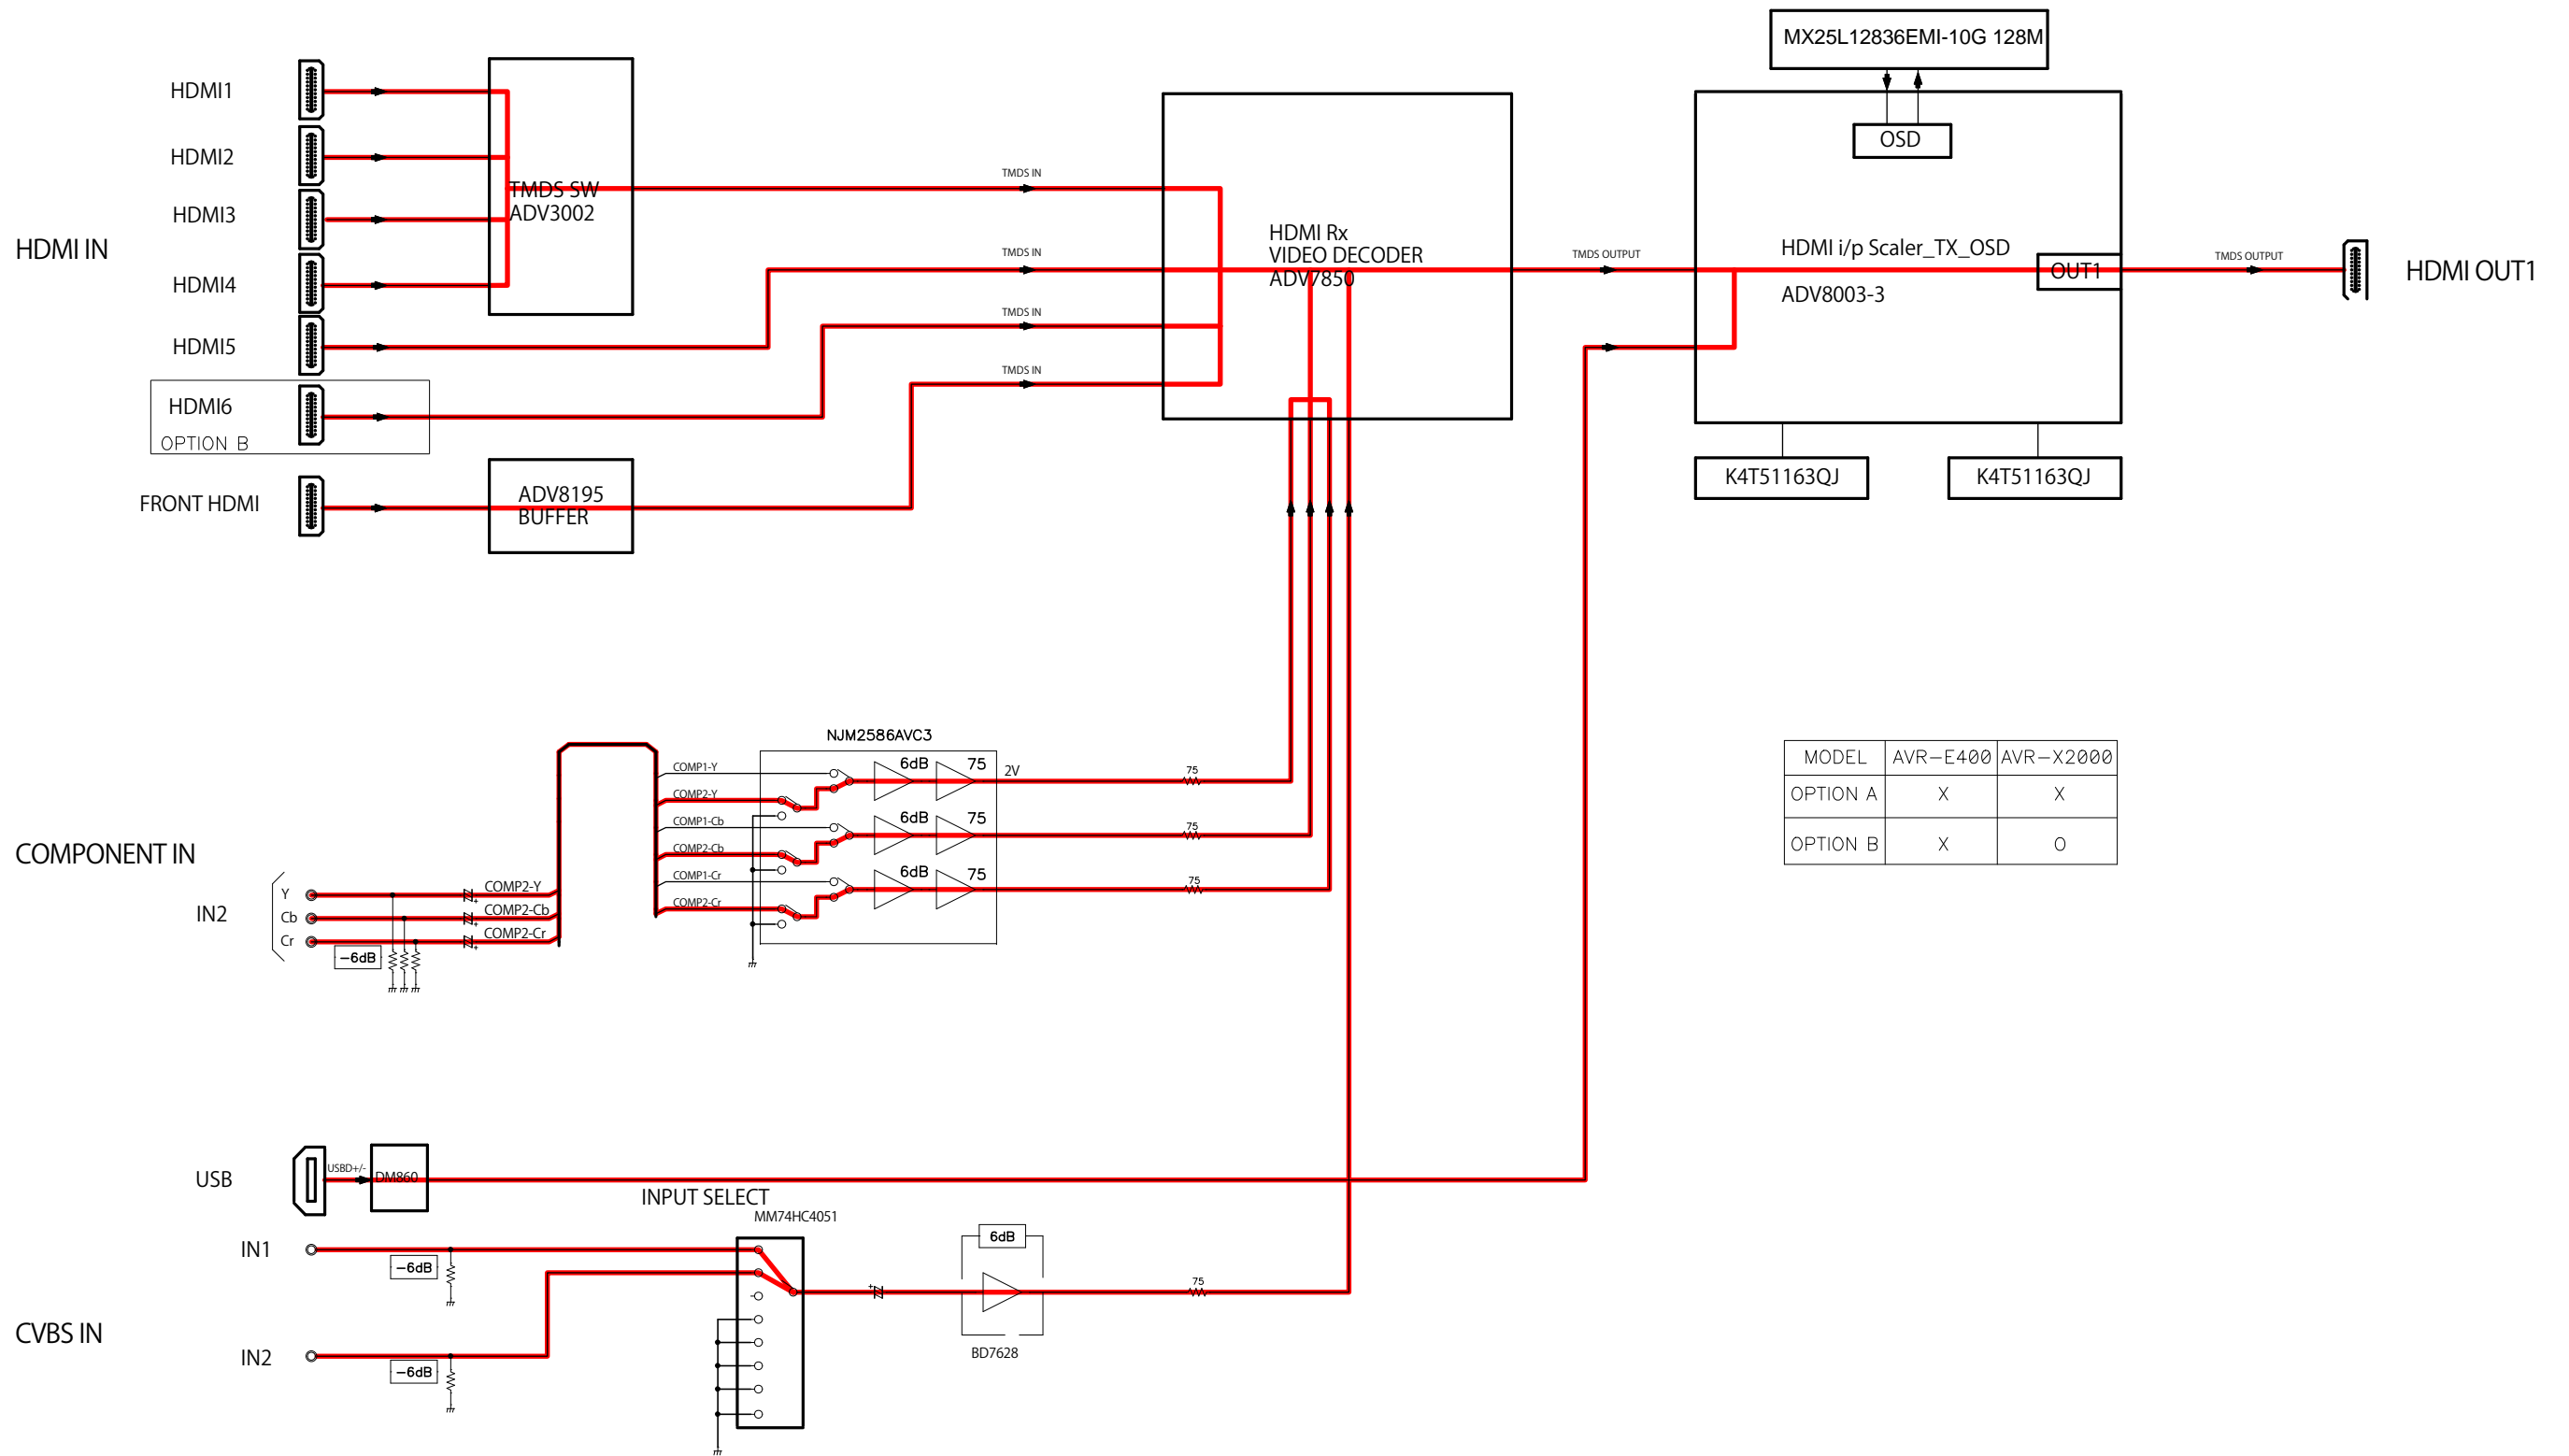 MX25L12836EMI-10G 128M
OSD
HDMI IN
HDMI1
HDMI2
HDMI3
HDMI4
HDMI5
HDMI6
OPTION B
FRONT HDMI
TMDS SW
ADV3002
ADV8195
BUFFER
TMDS IN
TMDS IN
TMDS IN
TMDS IN
HDMI Rx
VIDEO DECODER
ADV7850
TMDS OUTPUT
HDMI i/p Scaler_TX_OSD
ADV8003-3
OUT1
TMDS OUTPUT
HDMI OUT1
K4T51163QJ
K4T51163QJ
COMPONENT IN
IN2
Y
Cb
Cr
-6dB
COMP2-Y
COMP2-Cb
COMP2-Cr
NJM2586AVC3
COMP1-Y
COMP2-Y
COMP1-Cb
COMP2-Cb
COMP1-Cr
COMP2-Cr
6dB
75
2V
75
6dB
75
75
6dB
75
75
MODEL AVR-E400 AVR-X2000
OPTION A X X
OPTION B X O
USB
USBD+/-
DM860
INPUT SELECT
MM74HC4051
CVBS IN
IN1
-6dB
IN2
-6dB
6dB
BD7628
75